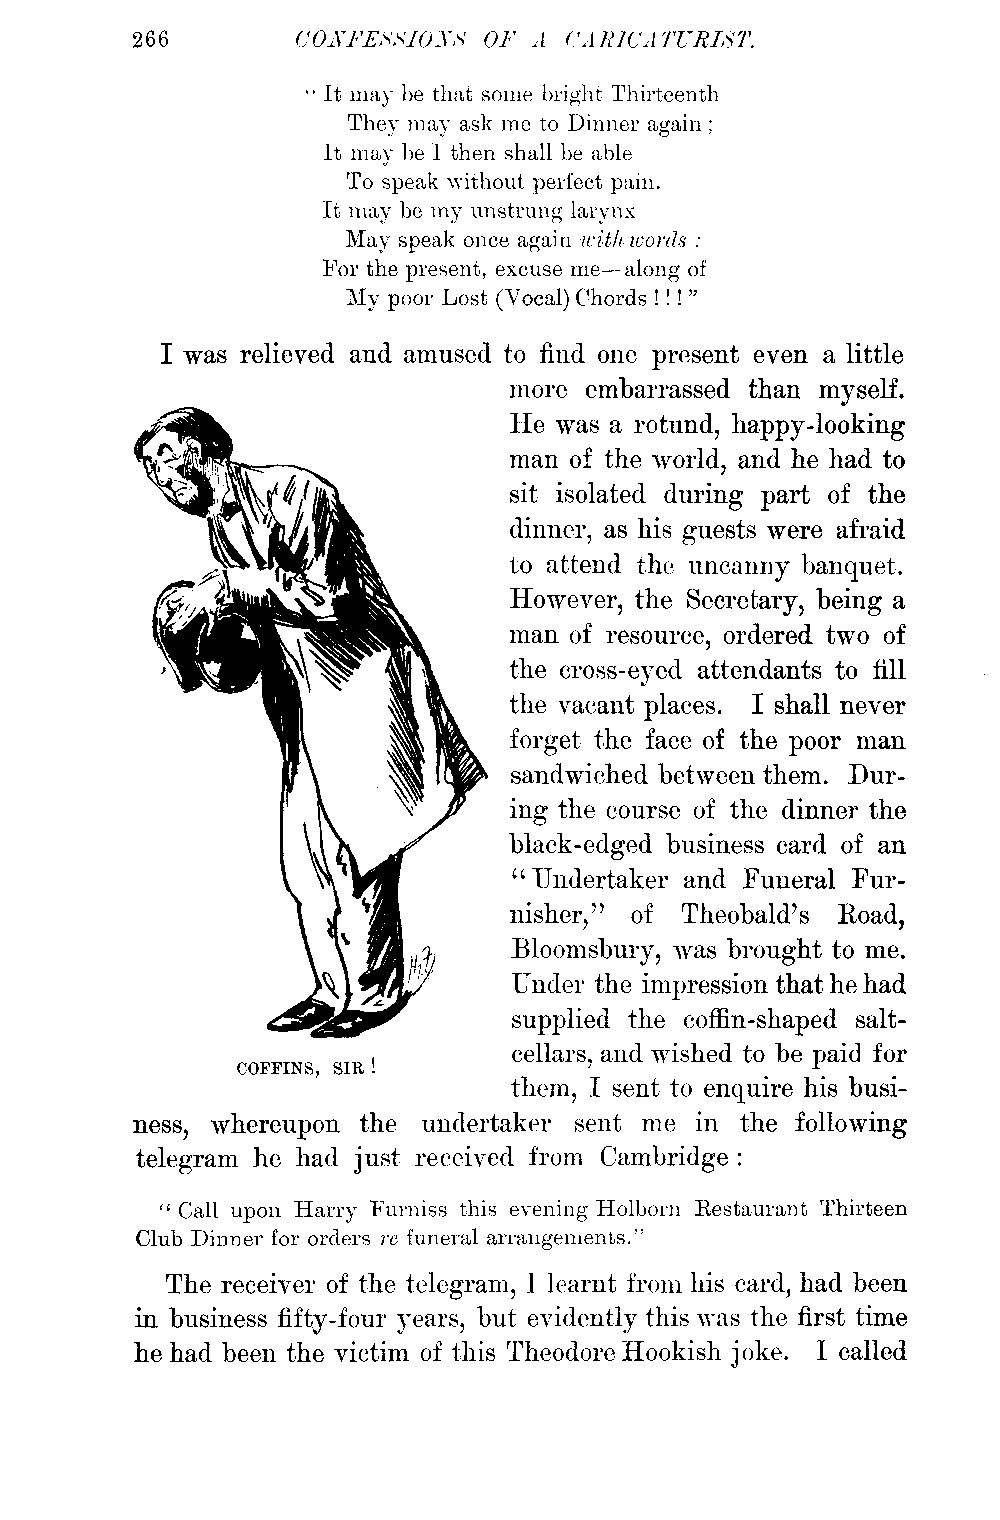 266 CONFESSIONS OF A CARICATURIST.
"It may be that some bright Thirteenth
They may ask me to Dinner again;
It may be I then shall be able
To speak without perfect pain.
It may be my unstrung larynx
May speak once again with words:
For the present, excuse me—along of
My poor Lost (Vocal) Chords!!!"
I was relieved and amused to find one present even a little
more embarrassed than myself.
He was a rotund, happy-looking
man of the world, and he had to
sit isolated during part of the
dinner, as his guests were afraid
to attend the uncanny banquet.
However, the Secretary, being a
man of resource, ordered two of
the cross-eyed attendants to fill
the vacant places. I shall never
forget the face of the poor man
sandwiched between them. Dur-
ing the course of the dinner the
black-edged business card of an
"Undertaker and Funeral Fur-
nisher," of Theobald's Road,
Bloomsbury, was brought to me.
Under the impression that he had
supplied the coffin-shaped salt-
cellars, and wished to be paid for
them, I sent to enquire his busi-
ness, whereupon the undertaker sent me in the following
telegram he had just received from Cambridge:
"Call upon Harry Furniss this evening Holborn Restaurant Thirteen
Club Dinner for orders re funeral arrangements."
The receiver of the telegram, I learnt from his card, had been
in business fifty-four years, but evidently this was the first time
he had been the victim of this Theodore Hookish joke. I called
COFFINS, SIR!